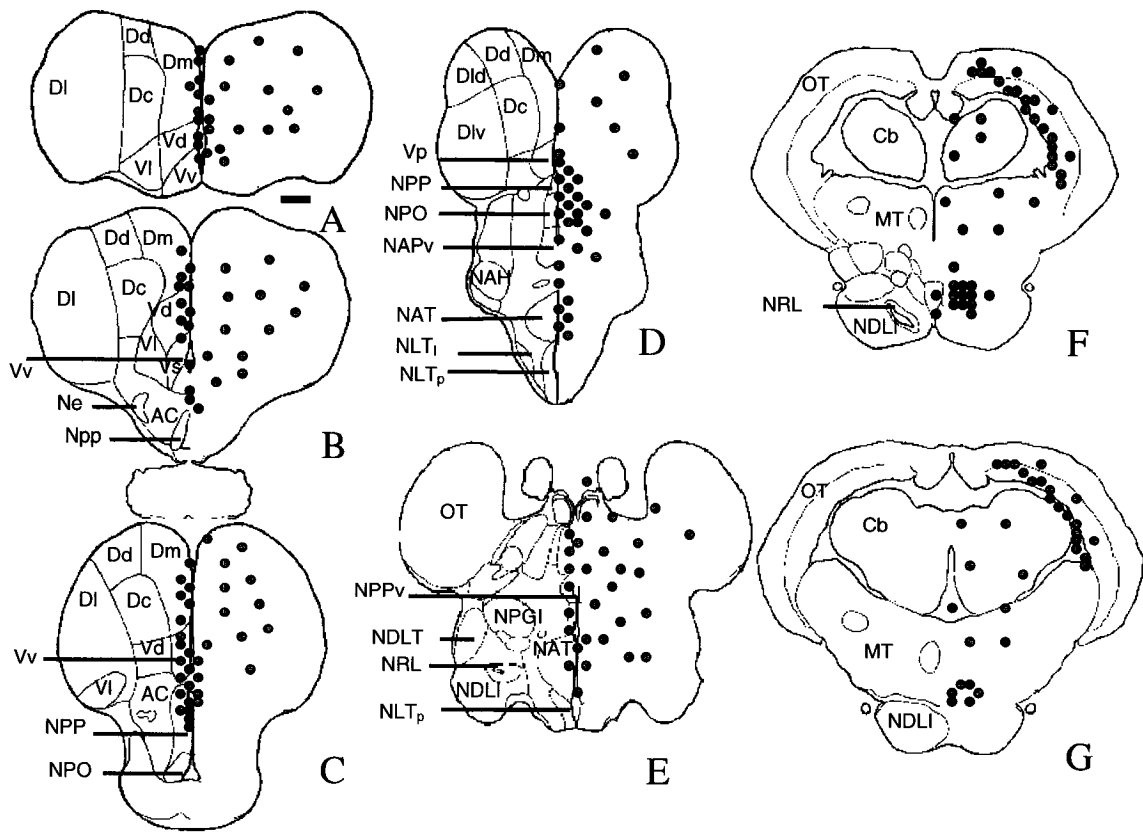 Dd
Dm
Dl
Dc
Vd
Vl
Vv
A
Dd
Dm
Dc
Dl
Vd
Vl
Vs
Vv
Ne
AC
Npp
B
Dd
Dm
Dl
Dc
Vd
Vv
Vl
AC
NPP
NPO
C
Dd
Dm
Dld
Dc
Dlv
Vp
NPP
NPO
NAPv
NAH
NAT
NLTl
NLTp
D
OT
NPPv
NPGl
NDLT
NAT
NRL
NDLI
NLTp
E
OT
Cb
MT
NRL
NDLI
F
OT
Cb
MT
NDLI
G